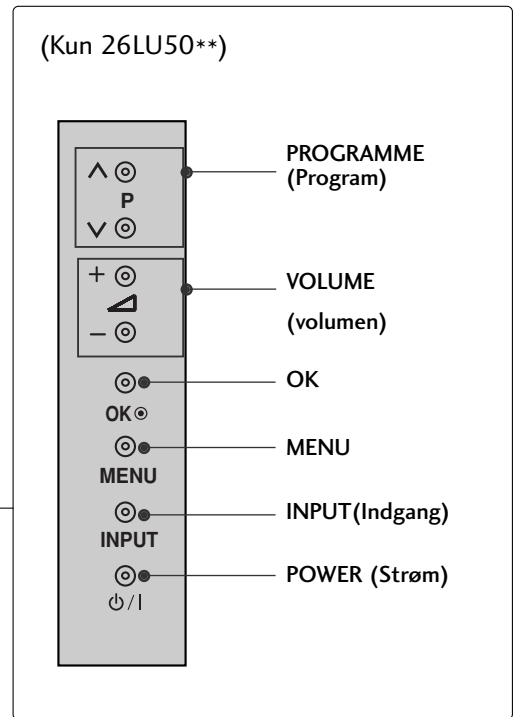 (Kun 26LU50**)
PROGRAMME
(Program)
P
+
VOLUME
(volumen)
−
OK
OK
MENU
MENU
INPUT(Indgang)
INPUT
POWER (Strøm)
⏻/I